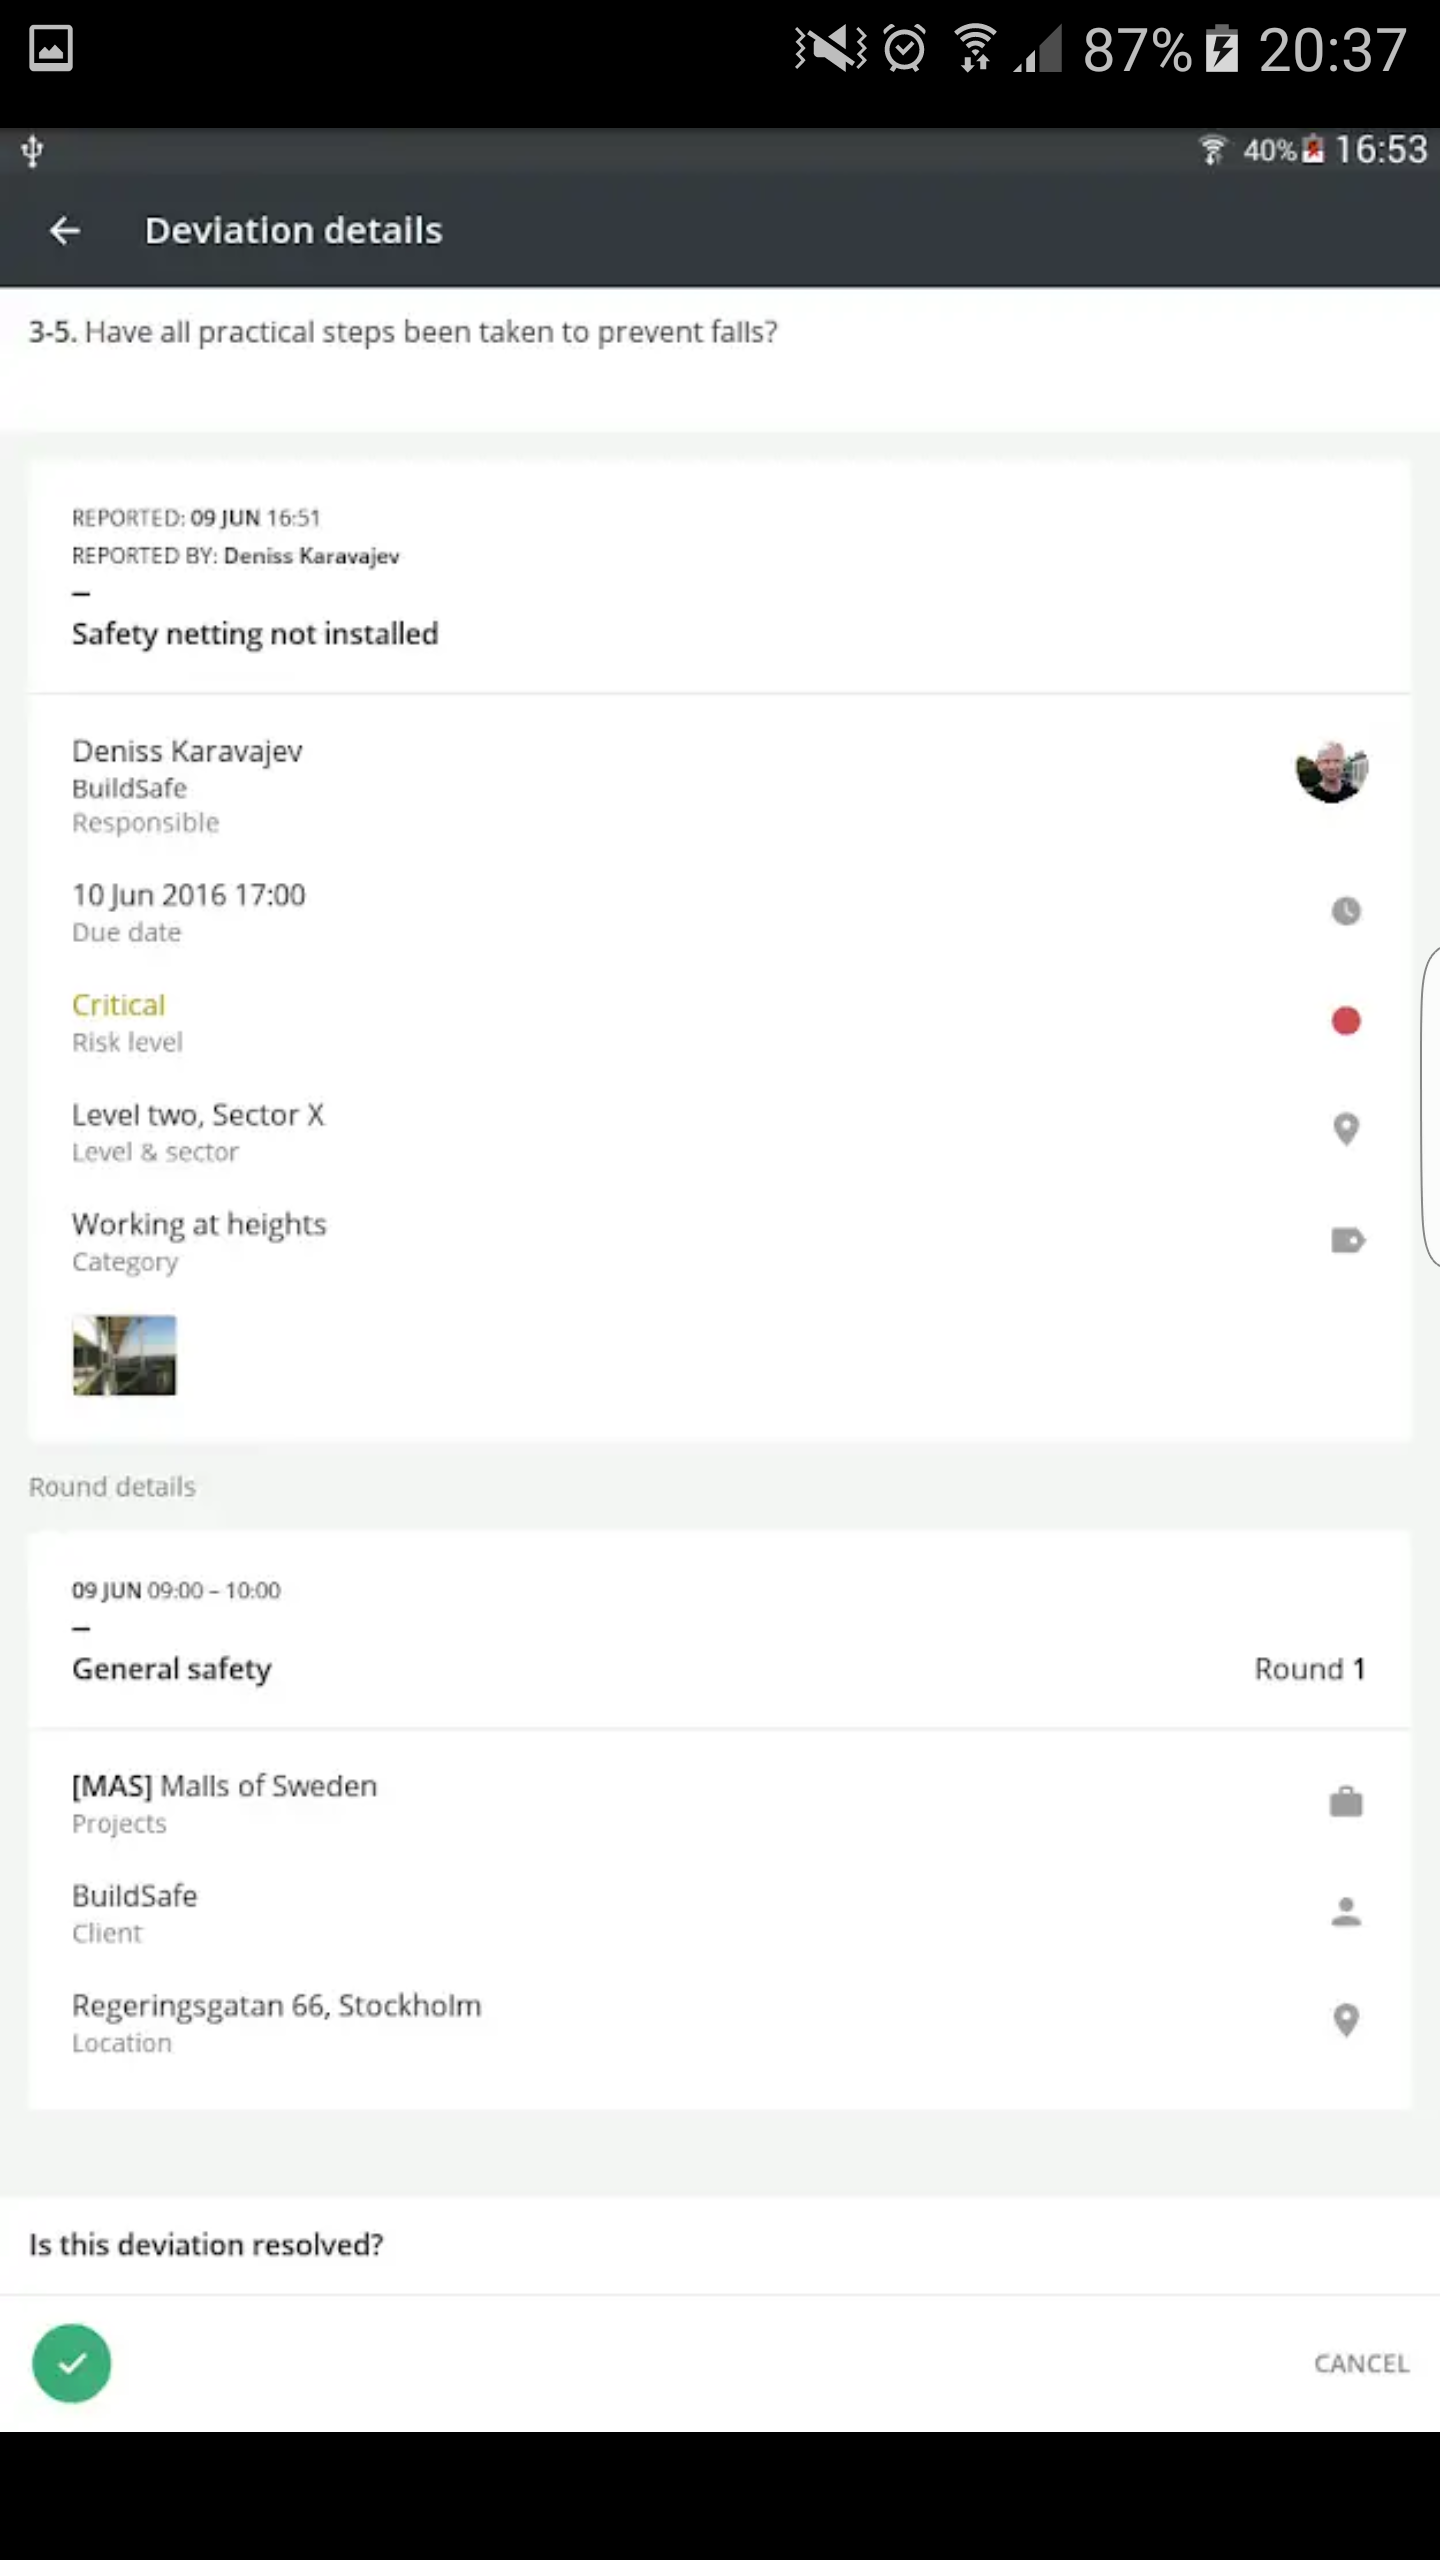 87% 20:37
40% 16:53
Deviation details
3-5. Have all practical steps been taken to prevent falls?
REPORTED: 09 JUN 16:51
REPORTED BY: Deniss Karavajev
–
Safety netting not installed
Deniss Karavajev
BuildSafe
Responsible
10 Jun 2016 17:00
Due date
Critical
Risk level
Level two, Sector X
Level & sector
Working at heights
Category
Round details
09 JUN 09:00 – 10:00
–
General safety Round 1
[MAS] Malls of Sweden
Projects
BuildSafe
Client
Regeringsgatan 66, Stockholm
Location
Is this deviation resolved?
CANCEL